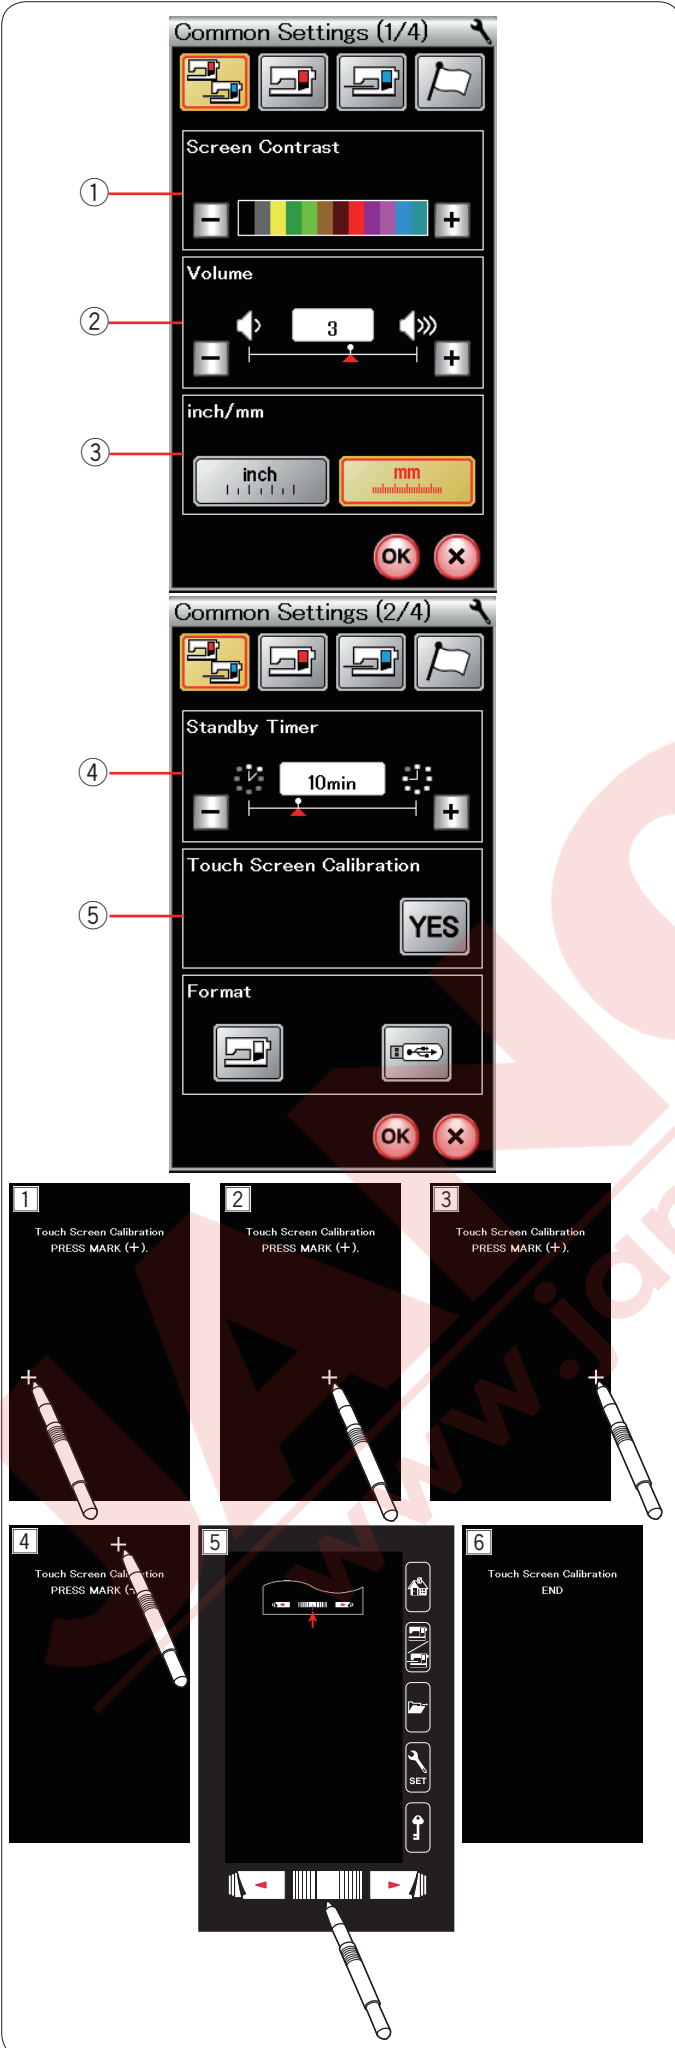 Common Settings (1/4)
Screen Contrast
①
− +
Volume
②
3
− +
inch/mm
③
inch mm
OK ×
Common Settings (2/4)
Standby Timer
④
10min
− +
Touch Screen Calibration
⑤
YES
Format
OK ×
1 2 3
Touch Screen Calibration Touch Screen Calibration Touch Screen Calibration
PRESS MARK (+). PRESS MARK (+). PRESS MARK (+).
4 5 6
Touch Screen Calibration Touch Screen Calibration
PRESS MARK END
SET